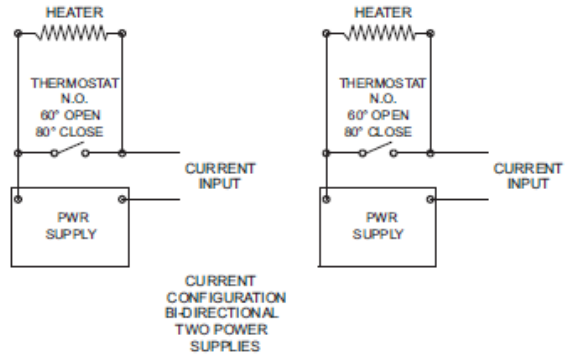 HEATER
THERMOSTAT
N.O.
60° OPEN
80° CLOSE
CURRENT
INPUT
PWR
SUPPLY
HEATER
THERMOSTAT
N.O.
60° OPEN
80° CLOSE
CURRENT
INPUT
PWR
SUPPLY
CURRENT
CONFIGURATION
BI-DIRECTIONAL
TWO POWER
SUPPLIES